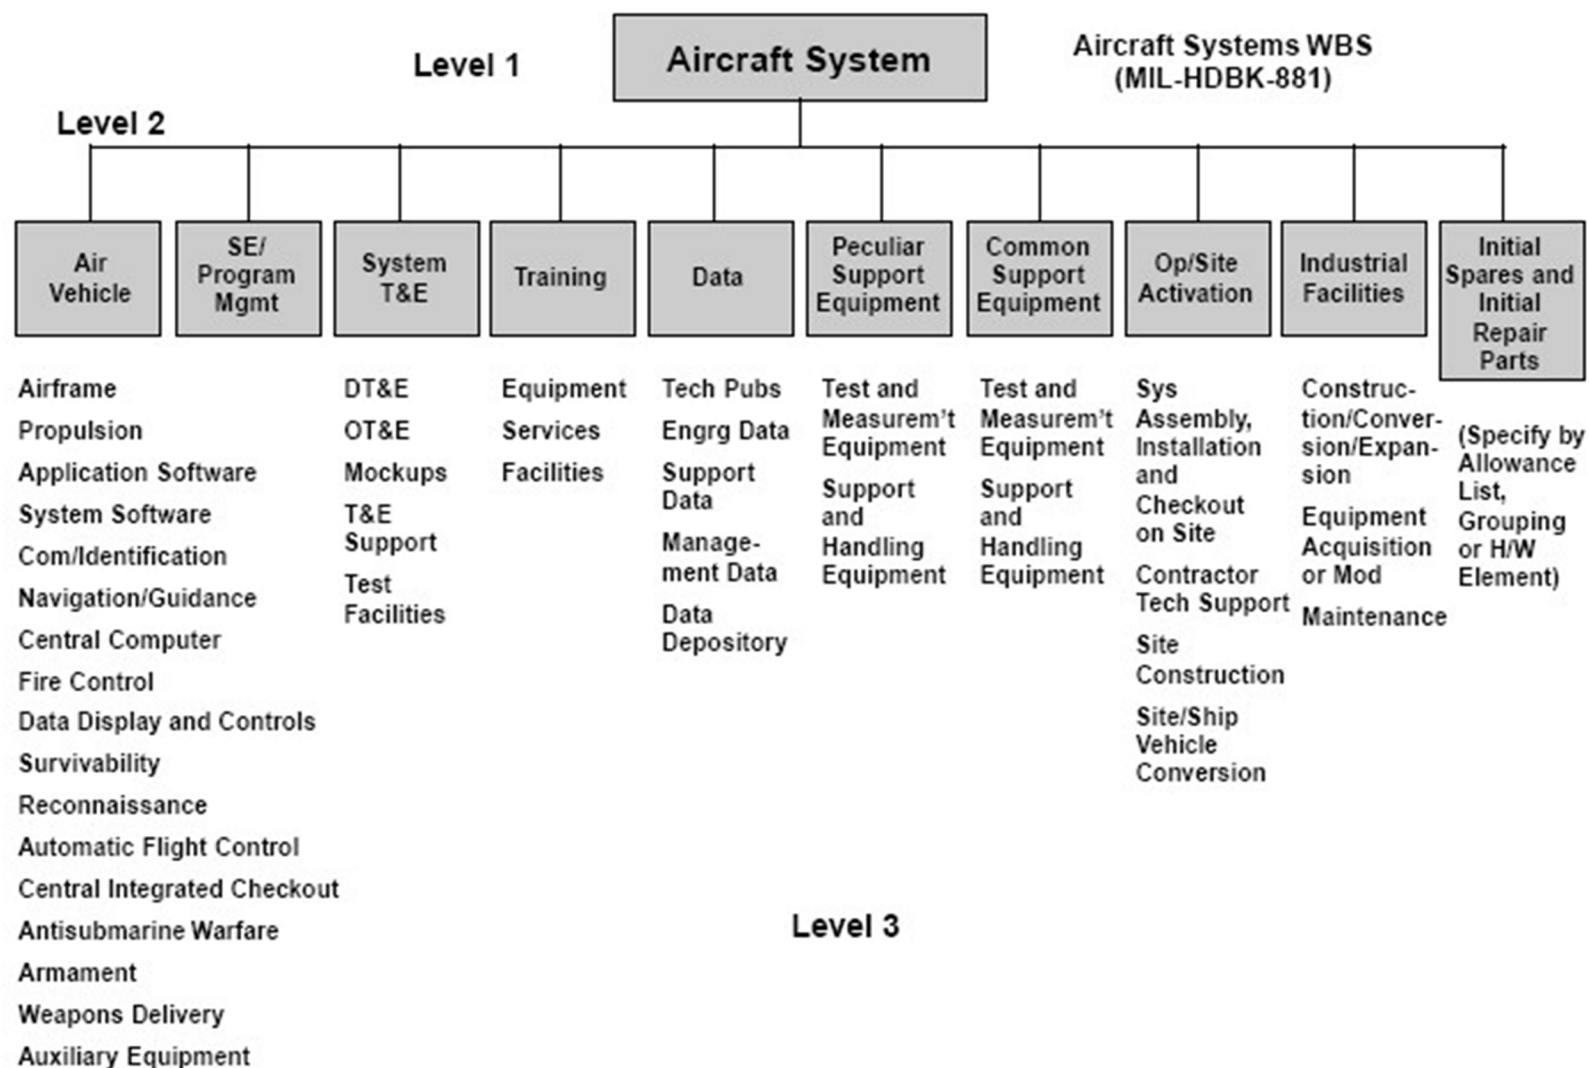 Level 1
Aircraft System
Aircraft Systems WBS
(MIL-HDBK-881)
Level 2
Air
Vehicle
SE/
Program
Mgmt
System
T&E
Training
Data
Peculiar
Support
Equipment
Common
Support
Equipment
Op/Site
Activation
Industrial
Facilities
Initial
Spares and
Initial
Repair
Parts
Airframe
Propulsion
Application Software
System Software
Com/Identification
Navigation/Guidance
Central Computer
Fire Control
Data Display and Controls
Survivability
Reconnaissance
Automatic Flight Control
Central Integrated Checkout
Antisubmarine Warfare
Armament
Weapons Delivery
Auxiliary Equipment
DT&E
OT&E
Mockups
T&E
Support
Test
Facilities
Equipment
Services
Facilities
Tech Pubs
Engrg Data
Support
Data
Manage-
ment Data
Data
Depository
Test and
Measurem't
Equipment
Support
and
Handling
Equipment
Test and
Measurem't
Equipment
Support
and
Handling
Equipment
Sys
Assembly,
Installation
and
Checkout
on Site
Contractor
Tech Support
Site
Construction
Site/Ship
Vehicle
Conversion
Construc-
tion/Conver-
sion/Expan-
sion
Equipment
Acquisition
or Mod
Maintenance
(Specify by
Allowance
List,
Grouping
or H/W
Element)
Level 3